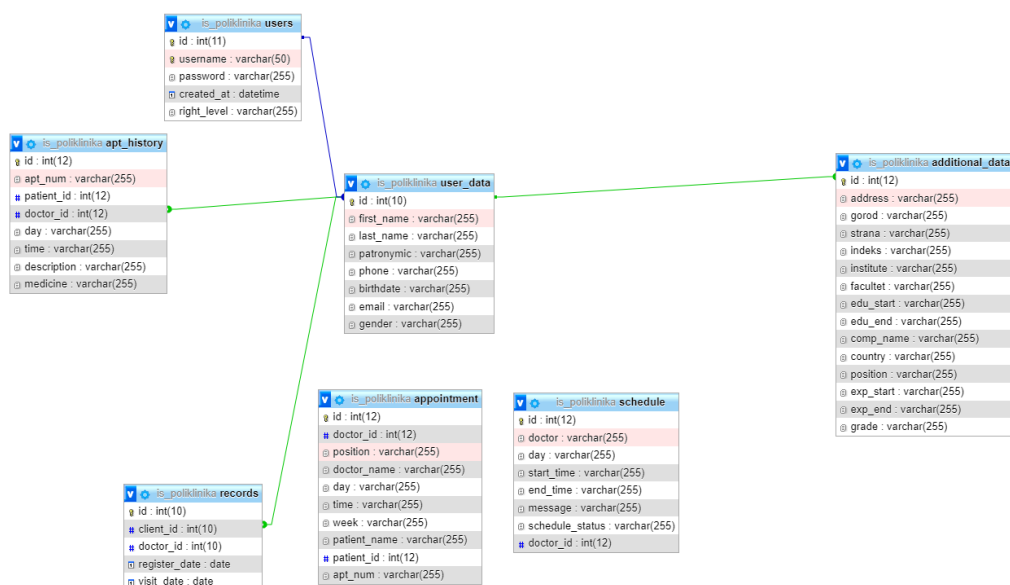 is_poliklinika users
id : int(11)
username : varchar(50)
password : varchar(255)
created_at : datetime
right_level : varchar(255)
is_poliklinika apt_history
id : int(12)
apt_num : varchar(255)
patient_id : int(12)
doctor_id : int(12)
day : varchar(255)
time : varchar(255)
description : varchar(255)
medicine : varchar(255)
is_poliklinika user_data
id : int(10)
first_name : varchar(255)
last_name : varchar(255)
patronymic : varchar(255)
phone : varchar(255)
birthdate : varchar(255)
email : varchar(255)
gender : varchar(255)
is_poliklinika additional_data
id : int(12)
address : varchar(255)
gorod : varchar(255)
strana : varchar(255)
indeks : varchar(255)
institute : varchar(255)
facultet : varchar(255)
edu_start : varchar(255)
edu_end : varchar(255)
comp_name : varchar(255)
country : varchar(255)
position : varchar(255)
exp_start : varchar(255)
exp_end : varchar(255)
grade : varchar(255)
is_poliklinika appointment
id : int(12)
doctor_id : int(12)
position : varchar(255)
doctor_name : varchar(255)
day : varchar(255)
time : varchar(255)
week : varchar(255)
patient_name : varchar(255)
patient_id : int(12)
apt_num : varchar(255)
is_poliklinika schedule
id : int(12)
doctor : varchar(255)
day : varchar(255)
start_time : varchar(255)
end_time : varchar(255)
message : varchar(255)
schedule_status : varchar(255)
doctor_id : int(12)
is_poliklinika records
id : int(10)
client_id : int(10)
doctor_id : int(10)
register_date : date
visit_date : date